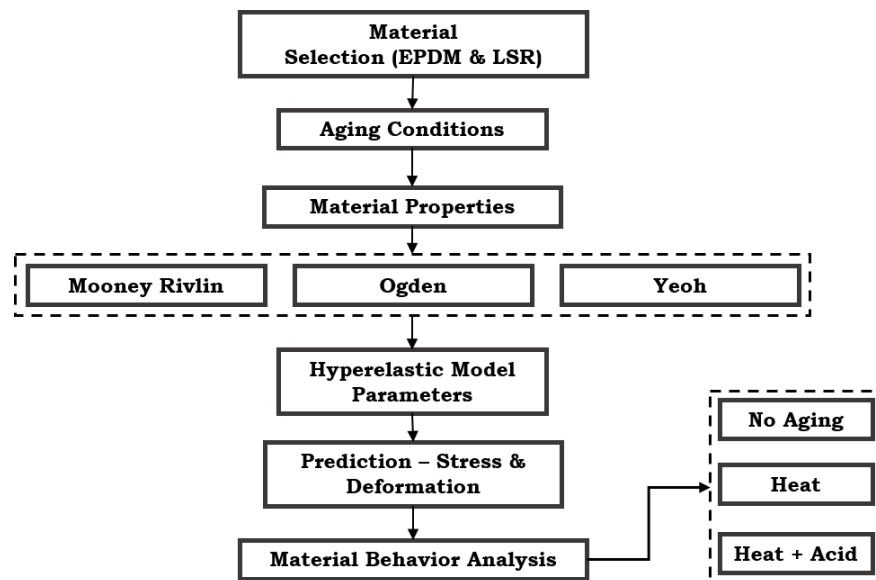 Material
Selection (EPDM & LSR)
Aging Conditions
Material Properties
Mooney Rivlin
Ogden
Yeoh
Hyperelastic Model
Parameters
Prediction – Stress &
Deformation
Material Behavior Analysis
No Aging
Heat
Heat + Acid